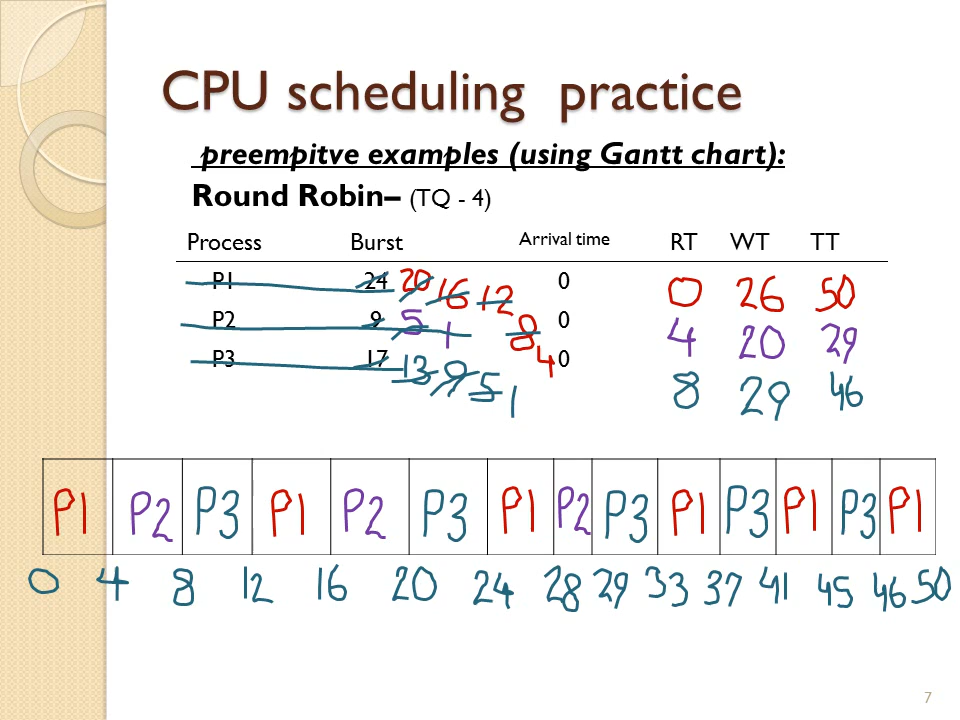 CPU scheduling practice
preempitve examples (using Gantt chart):
Round Robin– (TQ - 4)
Process Burst Arrival time RT WT TT
P1 24 20 16 12 8 4 0 0 26 50
P2 9 5 1 0 4 20 29
P3 17 13 9 5 1 0 8 29 46
P1 P2 P3 P1 P2 P3 P1 P2 P3 P1 P3 P1 P3 P1
0 4 8 12 16 20 24 28 29 33 37 41 45 46 50
7